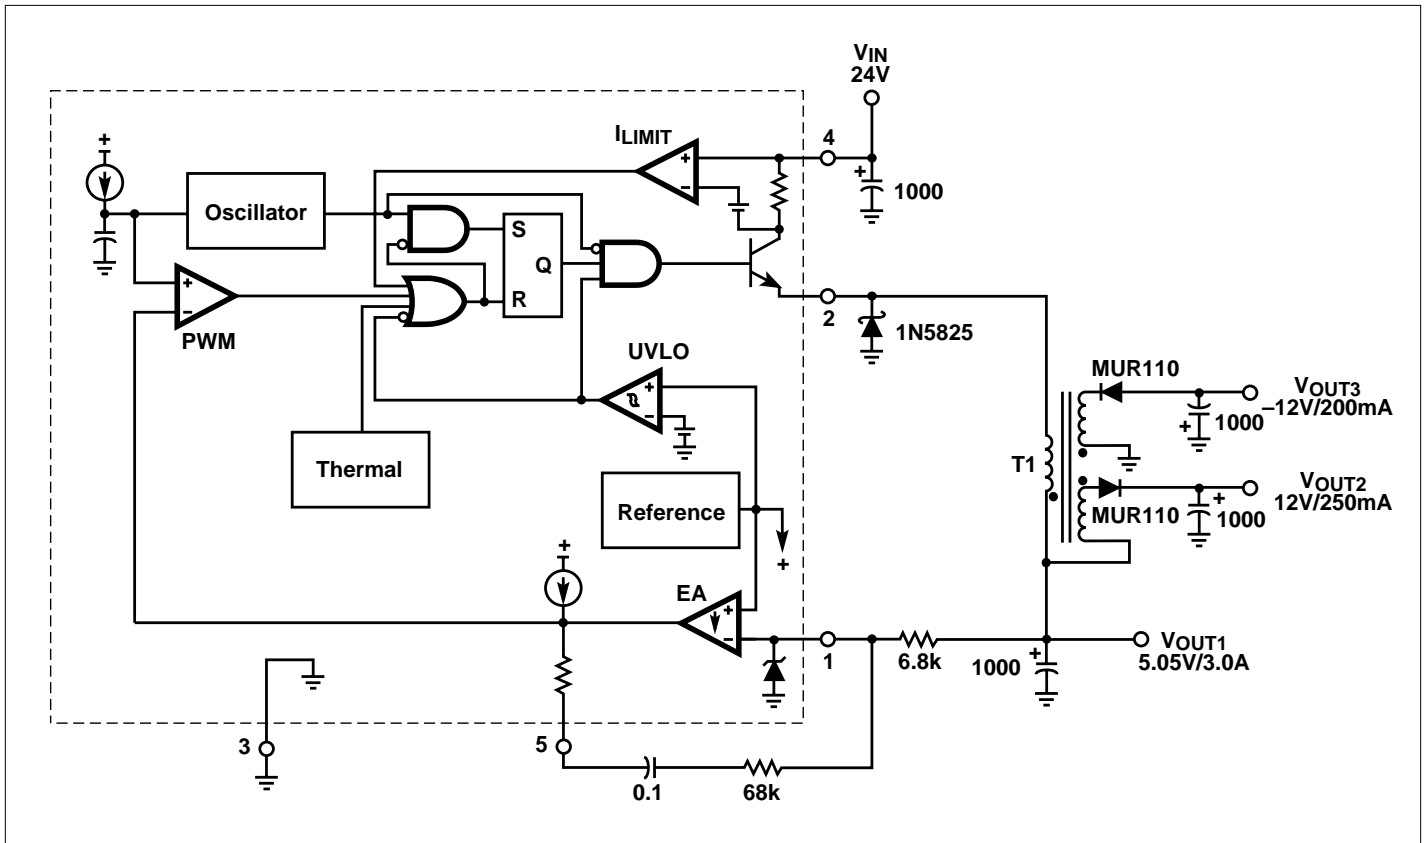 VIN
24V
ILIMIT
4
+
+
–
+
1000
Oscillator
S
Q
R
+
–
PWM
2
1N5825
UVLO
+
–
MUR110
VOUT3
–12V/200mA
+
1000
Thermal
T1
VOUT2
12V/250mA
+
1000
MUR110
Reference
+
+
EA
+
–
1
6.8k
+
1000
VOUT1
5.05V/3.0A
3
5
0.1
68k